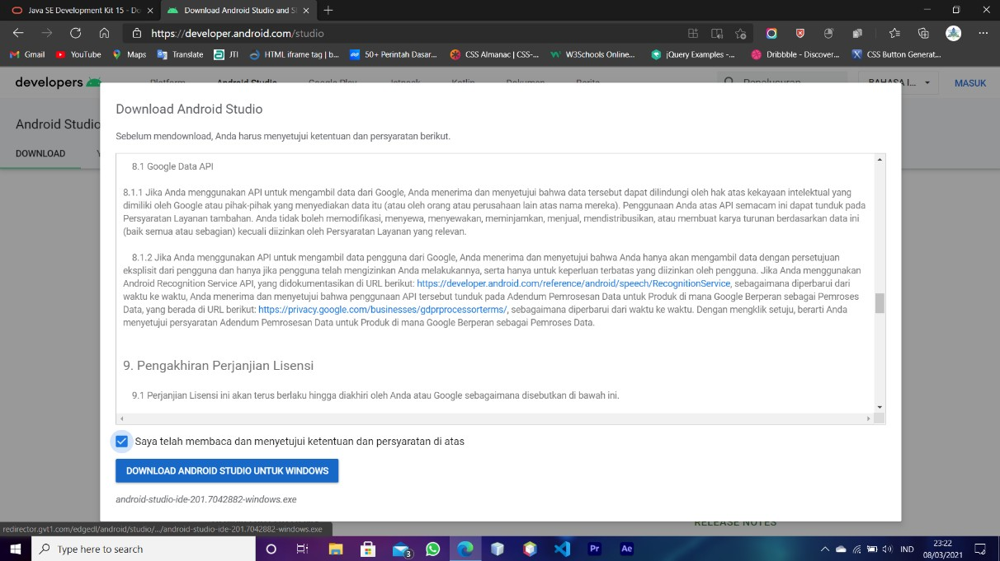 Java SE Development Kit 15 - Do
Download Android Studio and S
https://developer.android.com/studio
Gmail
YouTube
Maps
Translate
JTI
HTML iframe tag | b...
50+ Perintah Dasar...
CSS Almanac | CSS-...
W3Schools Online...
jQuery Examples -...
Dribbble - Discover...
CSS Button Generat...
developers
Platform
Android Studio
Google Play
Jetpack
Kotlin
Dokumen
Berita
Penelusuran
BAHASA I...
MASUK
Android Studio
DOWNLOAD
Download Android Studio
Sebelum mendownload, Anda harus menyetujui ketentuan dan persyaratan berikut.
8.1 Google Data API
8.1.1 Jika Anda menggunakan API untuk mengambil data dari Google, Anda menerima dan menyetujui bahwa data tersebut dapat dilindungi oleh hak atas kekayaan intelektual yang
dimiliki oleh Google atau pihak-pihak yang menyediakan data itu (atau oleh orang atau perusahaan lain atas nama mereka). Penggunaan Anda atas API semacam ini dapat tunduk pada
Persyaratan Layanan tambahan. Anda tidak boleh memodifikasi, menyewa, menyewakan, meminjamkan, menjual, mendistribusikan, atau membuat karya turunan berdasarkan data ini
(baik semua atau sebagian) kecuali diizinkan oleh Persyaratan Layanan yang relevan.
8.1.2 Jika Anda menggunakan API untuk mengambil data pengguna dari Google, Anda menerima dan menyetujui bahwa Anda hanya akan mengambil data dengan persetujuan
eksplisit dari pengguna dan hanya jika pengguna telah mengizinkan Anda melakukannya, serta hanya untuk keperluan terbatas yang diizinkan oleh pengguna. Jika Anda menggunakan
Android Recognition Service API, yang didokumentasikan di URL berikut: https://developer.android.com/reference/android/speech/RecognitionService, sebagaimana diperbarui dari
waktu ke waktu, Anda menerima dan menyetujui bahwa penggunaan API tersebut tunduk pada Adendum Pemrosesan Data untuk Produk di mana Google Berperan sebagai Pemroses
Data, yang berada di URL berikut: https://privacy.google.com/businesses/gdprprocessorterms/, sebagaimana diperbarui dari waktu ke waktu. Dengan mengklik setuju, berarti Anda
menyetujui persyaratan Adendum Pemrosesan Data untuk Produk di mana Google Berperan sebagai Pemroses Data.
9. Pengakhiran Perjanjian Lisensi
9.1 Perjanjian Lisensi ini akan terus berlaku hingga diakhiri oleh Anda atau Google sebagaimana disebutkan di bawah ini.
Saya telah membaca dan menyetujui ketentuan dan persyaratan di atas
DOWNLOAD ANDROID STUDIO UNTUK WINDOWS
android-studio-ide-201.7042882-windows.exe
RELEASE NOTES
redirector.gvt1.com/edgedl/android/studio/.../android-studio-ide-201.7042882-windows.exe
Type here to search
3
Pr
Ae
IND
23:22
08/03/2021